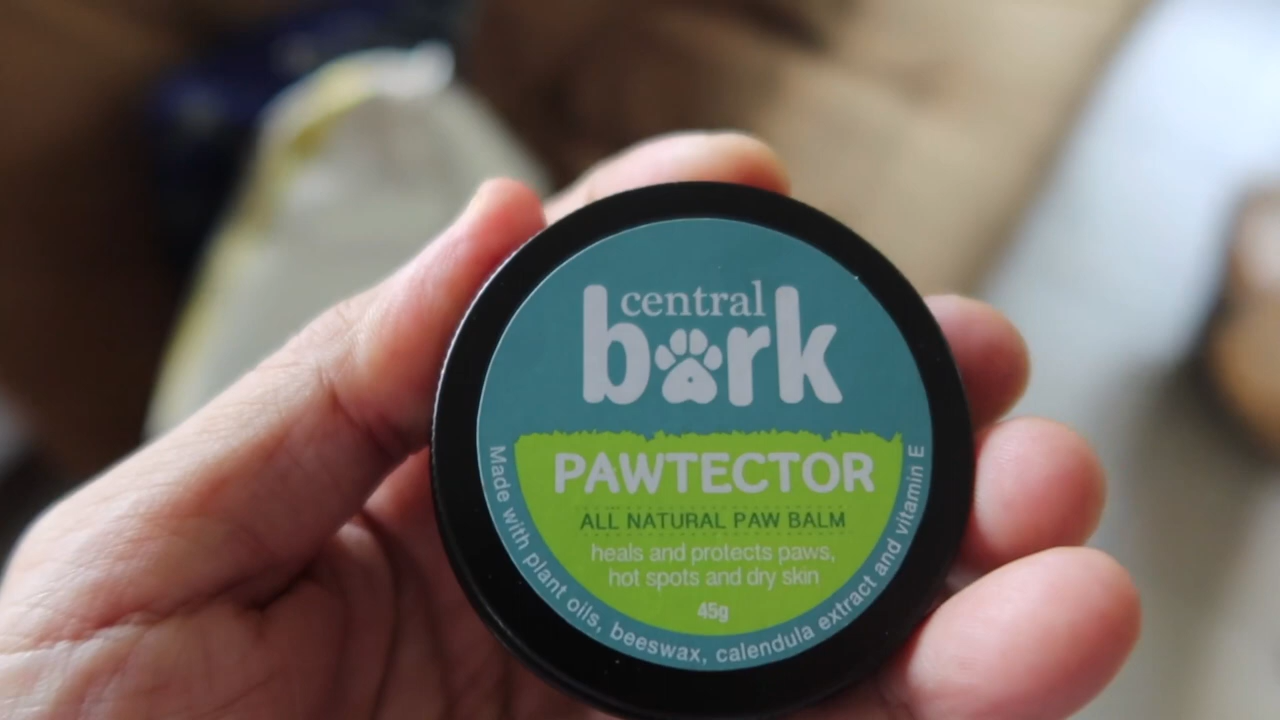 central
bark
PAWTECTOR
ALL NATURAL PAW BALM
heals and protects paws,
hot spots and dry skin
45g
Made with plant oils, beeswax, calendula extract and vitamin E